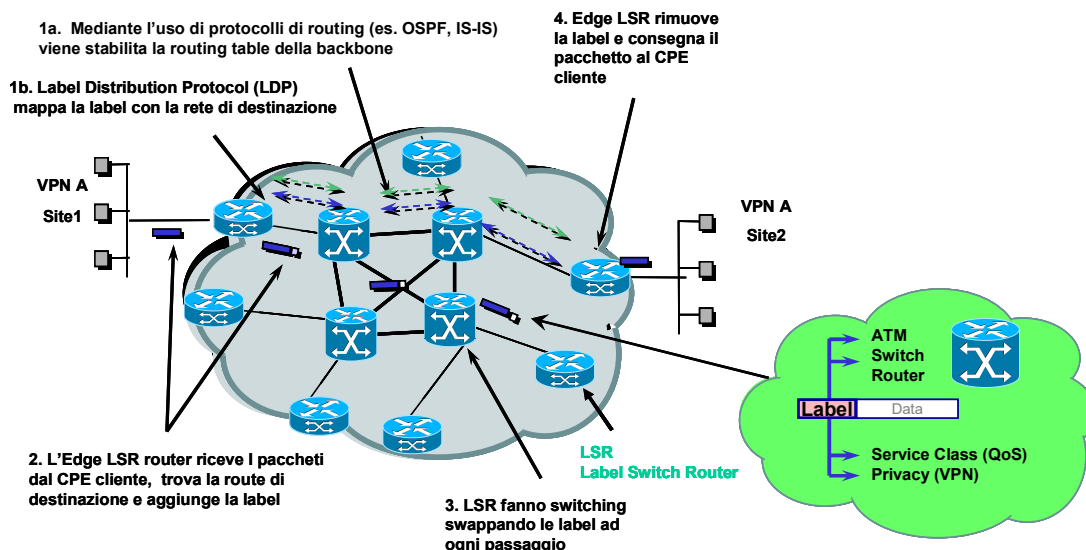 1a.  Mediante l'uso di protocolli di routing (es. OSPF, IS-IS)
viene stabilita la routing table della backbone
4. Edge LSR rimuove
la label e consegna il
pacchetto al CPE
cliente
1b. Label Distribution Protocol (LDP)
mappa la label con la rete di destinazione
VPN A
Site1
VPN A
Site2
ATM
Switch
Router
Label
Data
Service Class (QoS)
Privacy (VPN)
LSR
Label Switch Router
2. L'Edge LSR router riceve I paccheti
dal CPE cliente,  trova la route di
destinazione e aggiunge la label
3. LSR fanno switching
swappando le label ad
ogni passaggio